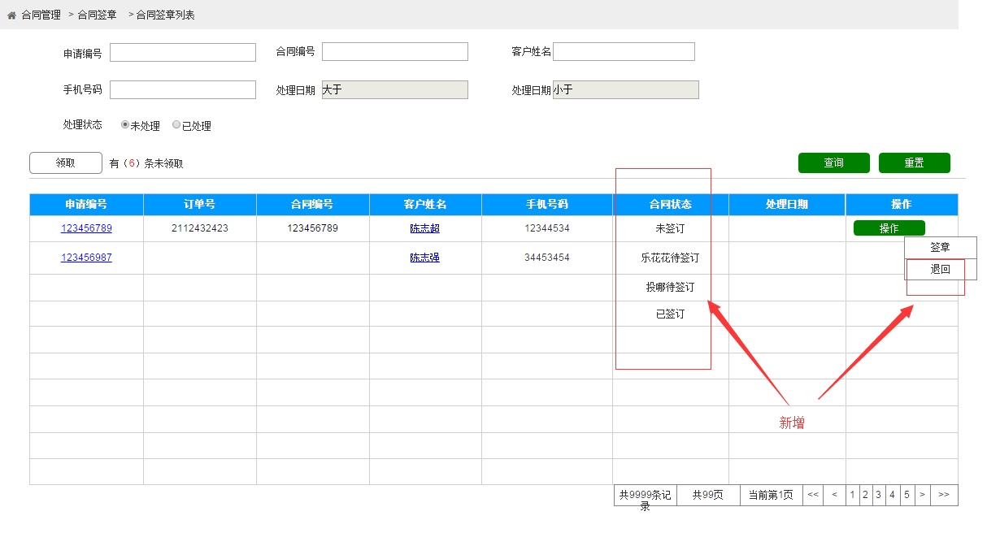 合同管理 > 合同签章 > 合同签章列表
申请编号 合同编号 客户姓名
手机号码 处理日期 大于 处理日期 小于
处理状态 未处理 已处理
领取 有（6）条未领取 查询 重置
申请编号 订单号 合同编号 客户姓名 手机号码 合同状态 处理日期 操作
123456789 2112432423 123456789 陈志超 12344534 未签订 操作
签章
123456987 陈志强 34453454 乐花花待签订
退回
投哪待签订
已签订
新增
共9999条记录 共99页 当前第1页 << < 1 2 3 4 5 > >>